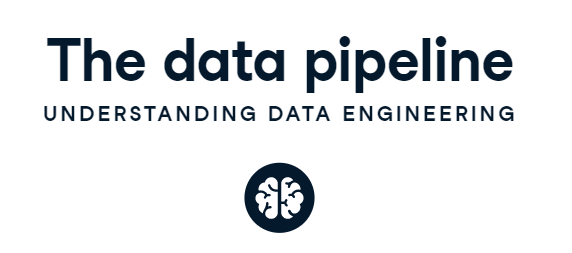 The data pipeline
UNDERSTANDING DATA ENGINEERING